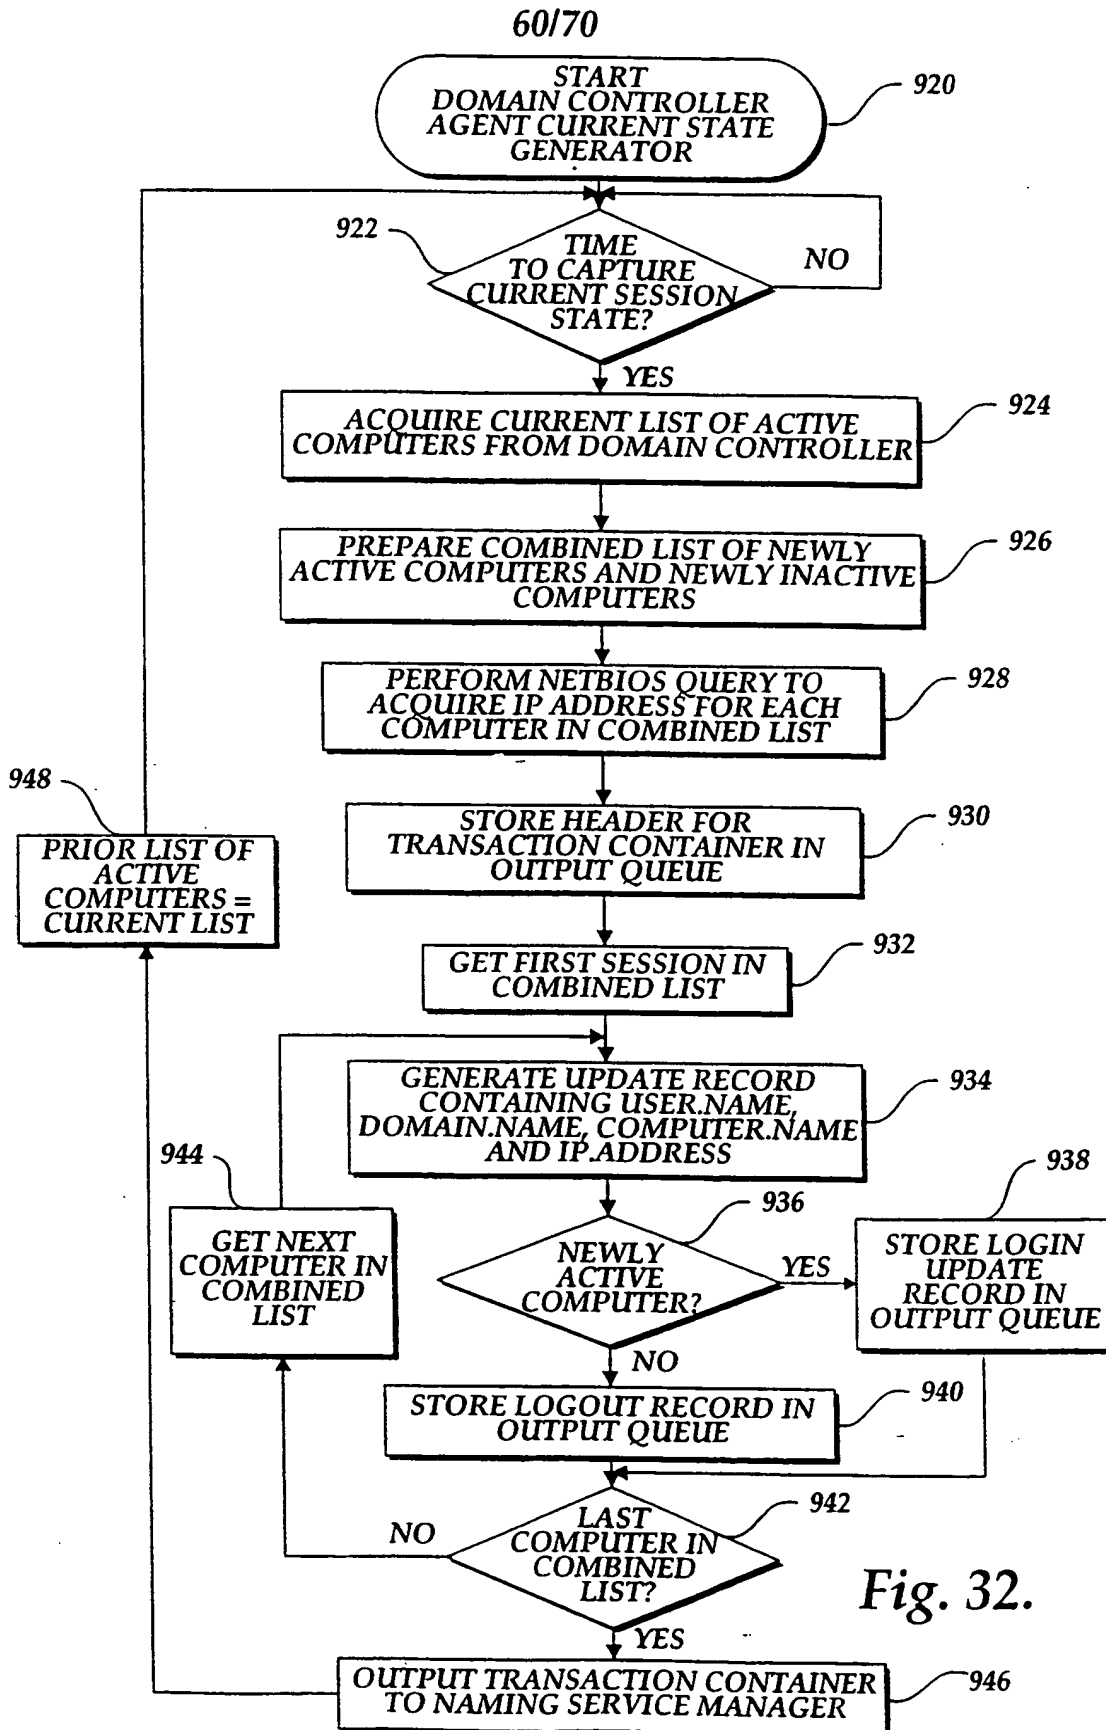 60/70
START
DOMAIN CONTROLLER
AGENT CURRENT STATE
GENERATOR
920
922
TIME
TO CAPTURE
CURRENT SESSION
STATE?
NO
YES
ACQUIRE CURRENT LIST OF ACTIVE
COMPUTERS FROM DOMAIN CONTROLLER
924
PREPARE COMBINED LIST OF NEWLY
ACTIVE COMPUTERS AND NEWLY INACTIVE
COMPUTERS
926
PERFORM NETBIOS QUERY TO
ACQUIRE IP ADDRESS FOR EACH
COMPUTER IN COMBINED LIST
928
948
PRIOR LIST OF
ACTIVE
COMPUTERS =
CURRENT LIST
STORE HEADER FOR
TRANSACTION CONTAINER IN
OUTPUT QUEUE
930
GET FIRST SESSION IN
COMBINED LIST
932
GENERATE UPDATE RECORD
CONTAINING USER.NAME,
DOMAIN.NAME, COMPUTER.NAME
AND IP.ADDRESS
934
944
GET NEXT
COMPUTER IN
COMBINED
LIST
NEWLY
ACTIVE
COMPUTER?
936
YES
938
STORE LOGIN
UPDATE
RECORD IN
OUTPUT QUEUE
NO
STORE LOGOUT RECORD IN
OUTPUT QUEUE
940
LAST
COMPUTER IN
COMBINED
LIST?
942
NO
YES
Fig. 32.
OUTPUT TRANSACTION CONTAINER
TO NAMING SERVICE MANAGER
946